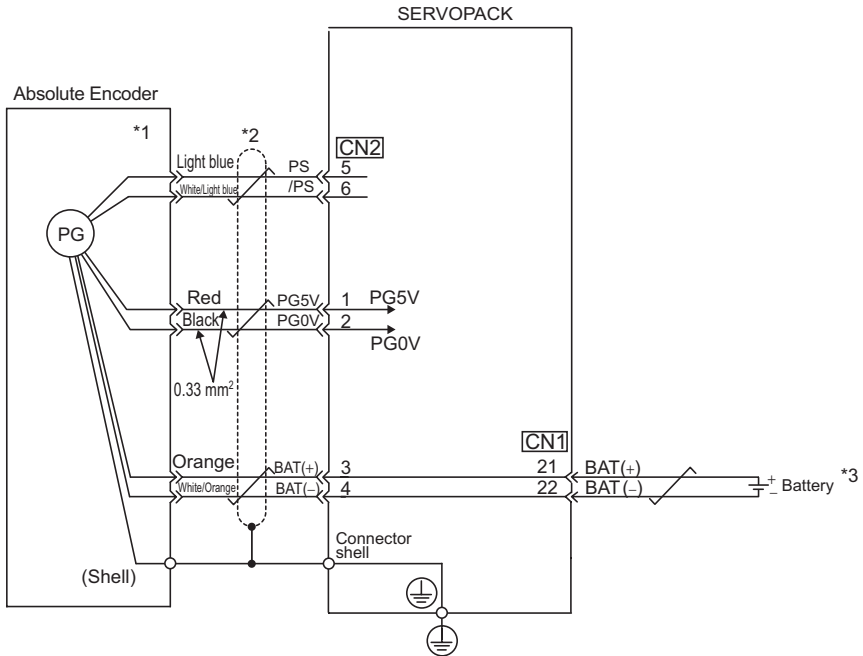 SERVOPACK
Absolute Encoder
*1
*2
CN2
Light blue
PS
5
White/Light blue
/PS
6
PG
Red
PG5V
1
PG5V
Black
PG0V
2
PG0V
0.33 mm²
CN1
Orange
BAT(+)
3
21
BAT(+)
White/Orange
BAT(−)
4
22
BAT(−)
+
− Battery
*3
Connector
shell
(Shell)